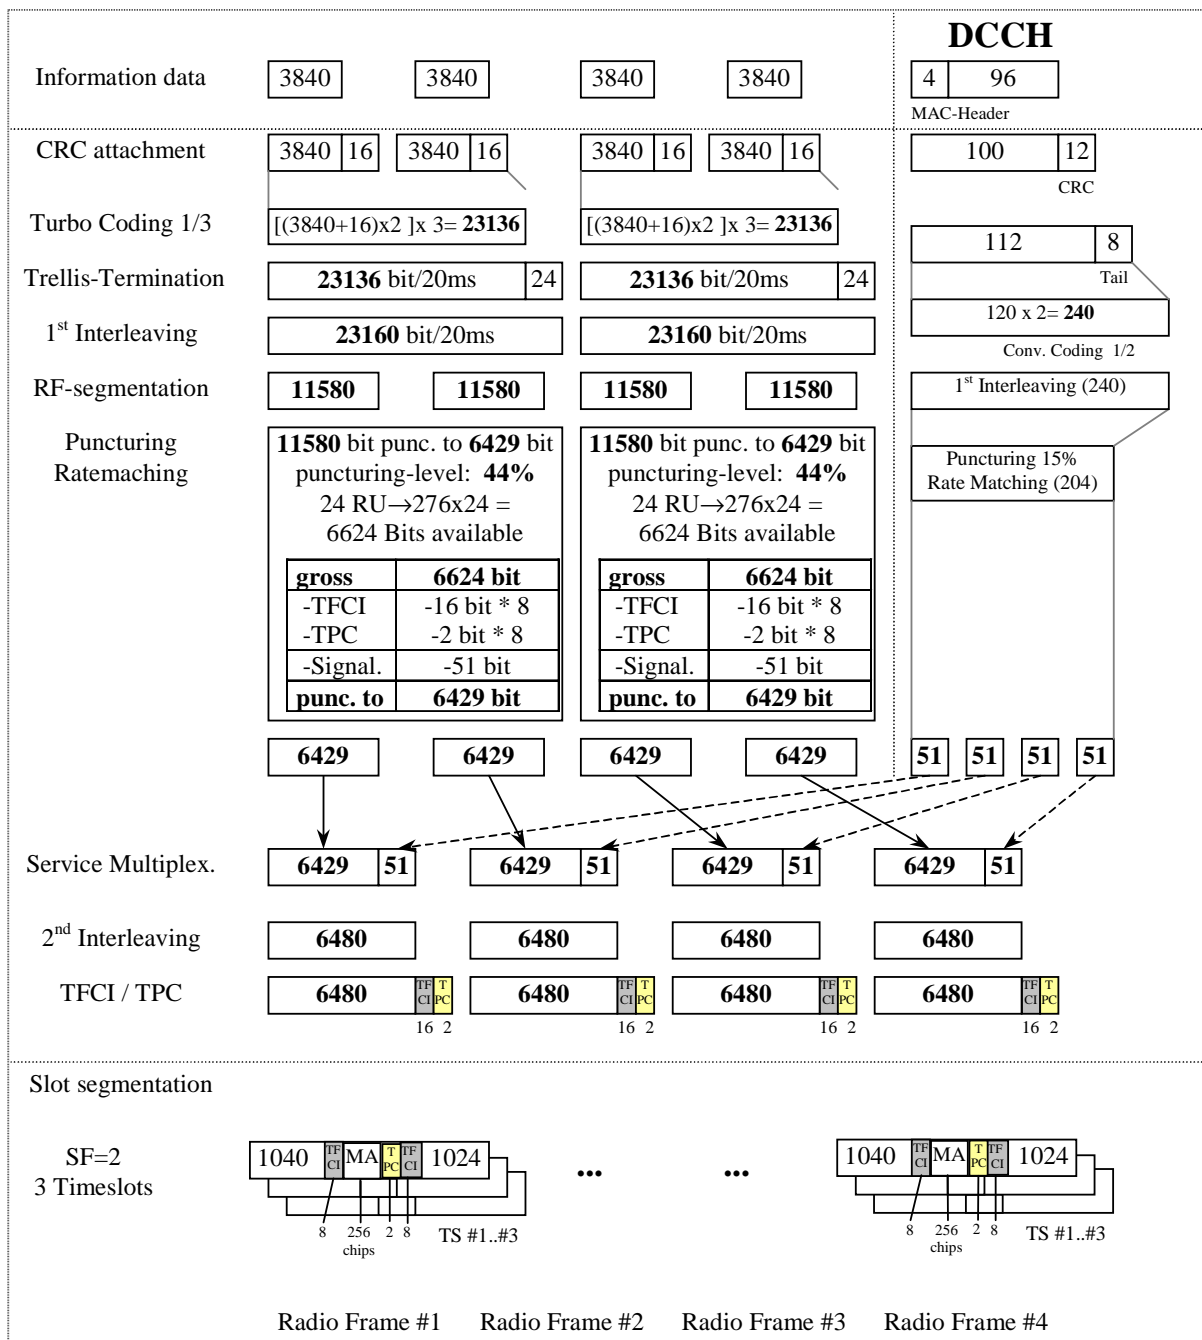 DCCH
Information data 3840 3840 3840 3840 4 96
MAC-Header
CRC attachment 3840 16 3840 16 3840 16 3840 16 100 12
CRC
Turbo Coding 1/3 [(3840+16)x2 ]x 3= 23136 [(3840+16)x2 ]x 3= 23136
112 8
Tail
Trellis-Termination 23136 bit/20ms 24 23136 bit/20ms 24
120 x 2= 240
1st Interleaving 23160 bit/20ms 23160 bit/20ms
Conv. Coding 1/2
RF-segmentation 11580 11580 11580 11580 1st Interleaving (240)
Puncturing
Ratemaching
11580 bit punc. to 6429 bit
puncturing-level: 44%
24 RU→276x24 =
6624 Bits available
gross 6624 bit
-TFCI -16 bit * 8
-TPC -2 bit * 8
-Signal. -51 bit
punc. to 6429 bit
11580 bit punc. to 6429 bit
puncturing-level: 44%
24 RU→276x24 =
6624 Bits available
gross 6624 bit
-TFCI -16 bit * 8
-TPC -2 bit * 8
-Signal. -51 bit
punc. to 6429 bit
Puncturing 15%
Rate Matching (204)
6429 6429 6429 6429 51 51 51 51
Service Multiplex. 6429 51 6429 51 6429 51 6429 51
2nd Interleaving 6480 6480 6480 6480
TFCI / TPC 6480 TF CI T PC 6480 TF CI T PC 6480 TF CI T PC 6480 TF CI T PC
16 2 16 2 16 2 16 2
Slot segmentation
SF=2
3 Timeslots
1040 TF CI MA T PC TF CI 1024 ... ... 1040 TF CI MA T PC TF CI 1024
8 256 chips 2 8 TS #1..#3 8 256 chips 2 8 TS #1..#3
Radio Frame #1 Radio Frame #2 Radio Frame #3 Radio Frame #4